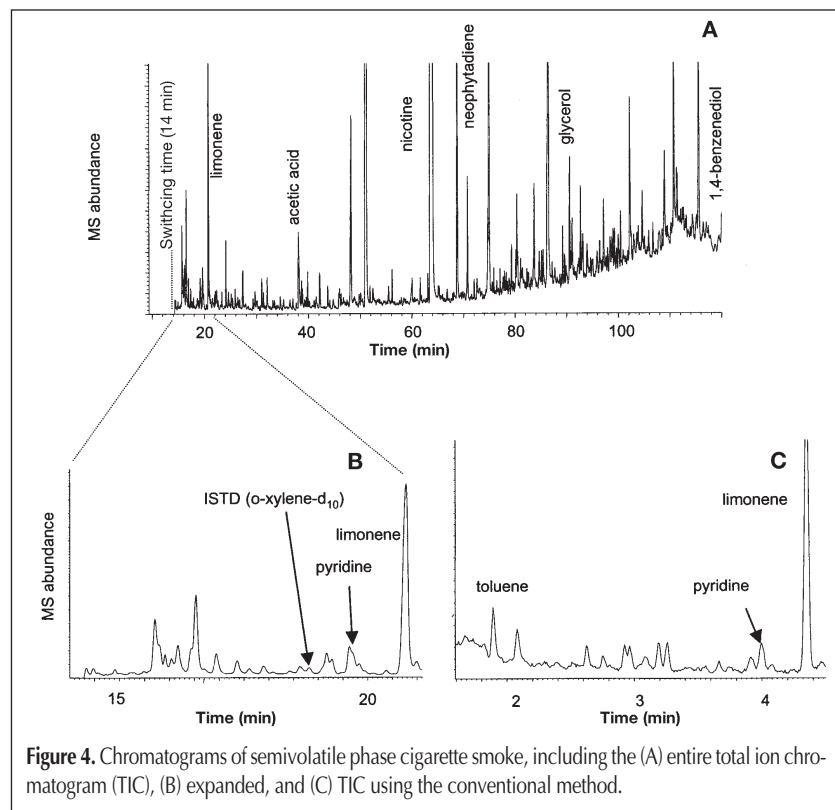 A
MS abundance
Swithcing time (14 min)
limonene
acetic acid
nicotine
neophytadiene
glycerol
1,4-benzenediol
20 40 60 80 100
Time (min)
B
MS abundance
ISTD (o-xylene-d10)
limonene
pyridine
15 20
Time (min)
C
limonene
toluene
pyridine
2 3 4
Time (min)
Figure 4. Chromatograms of semivolatile phase cigarette smoke, including the (A) entire total ion chro-
matogram (TIC), (B) expanded, and (C) TIC using the conventional method.